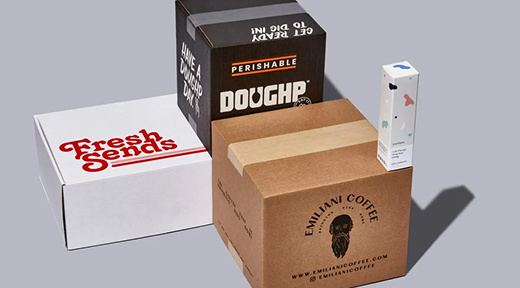 GET READY
TO DIG IN!
HAVE A
DOUGHP
DAY
PERISHABLE
DOUGHP
Fresh
Sends
EMILIANI COFFEE
WWW.EMILIANICOFFEE.COM
EMILIANICOFFEE